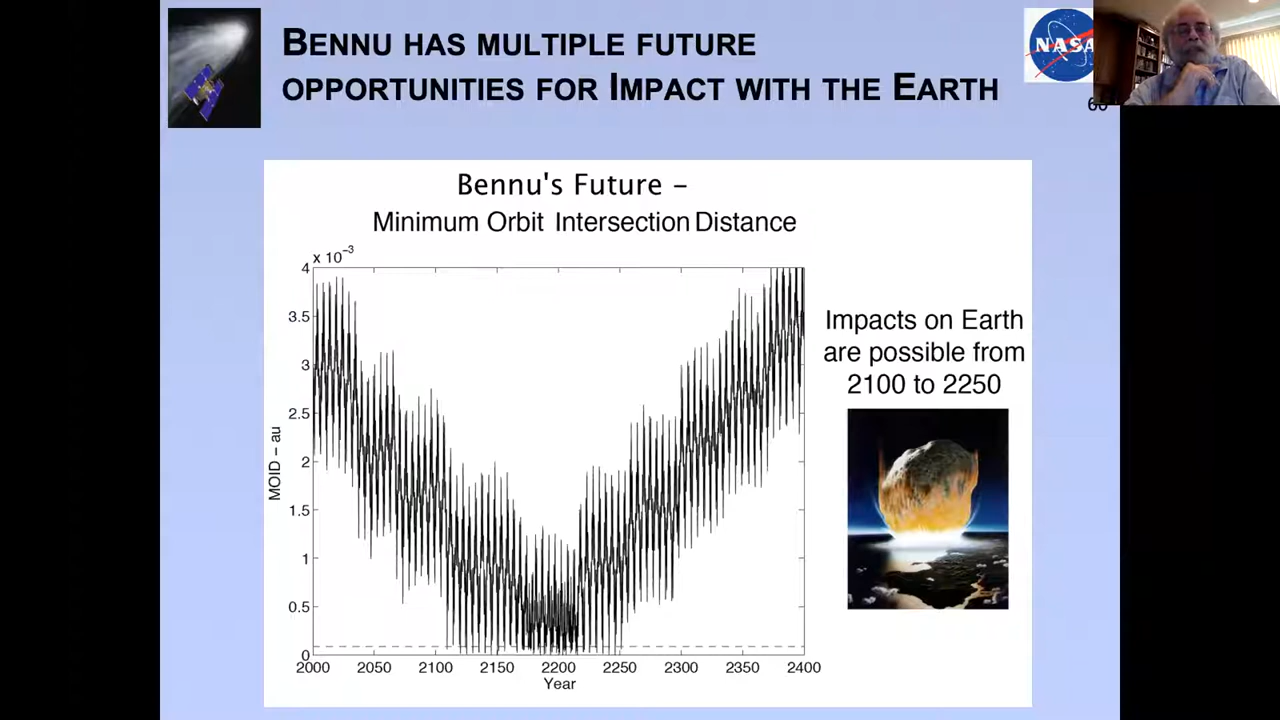 BENNU HAS MULTIPLE FUTURE
OPPORTUNITIES FOR IMPACT WITH THE EARTH
NASA
Bennu's Future –
Minimum Orbit Intersection Distance
x 10⁻³
4
3.5
3
2.5
2
1.5
1
0.5
0
MOID – au
2000 2050 2100 2150 2200 2250 2300 2350 2400
Year
Impacts on Earth
are possible from
2100 to 2250